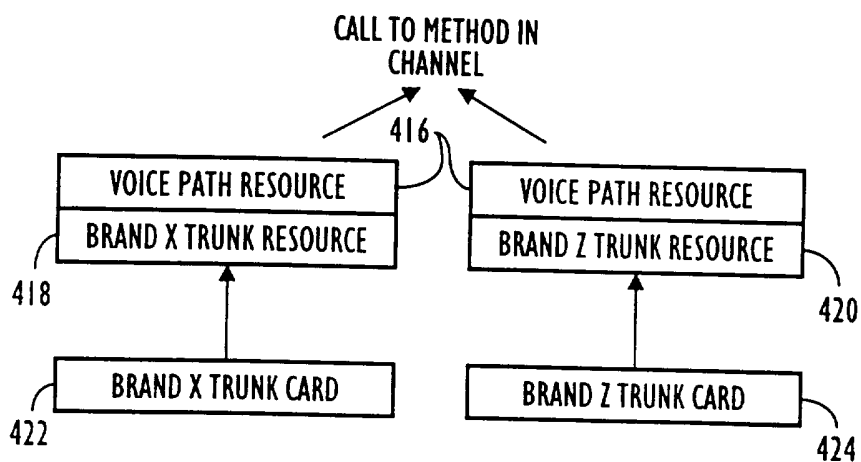 CALL TO METHOD IN
CHANNEL
416
VOICE PATH RESOURCE
VOICE PATH RESOURCE
BRAND X TRUNK RESOURCE
BRAND Z TRUNK RESOURCE
418
420
BRAND X TRUNK CARD
BRAND Z TRUNK CARD
422
424